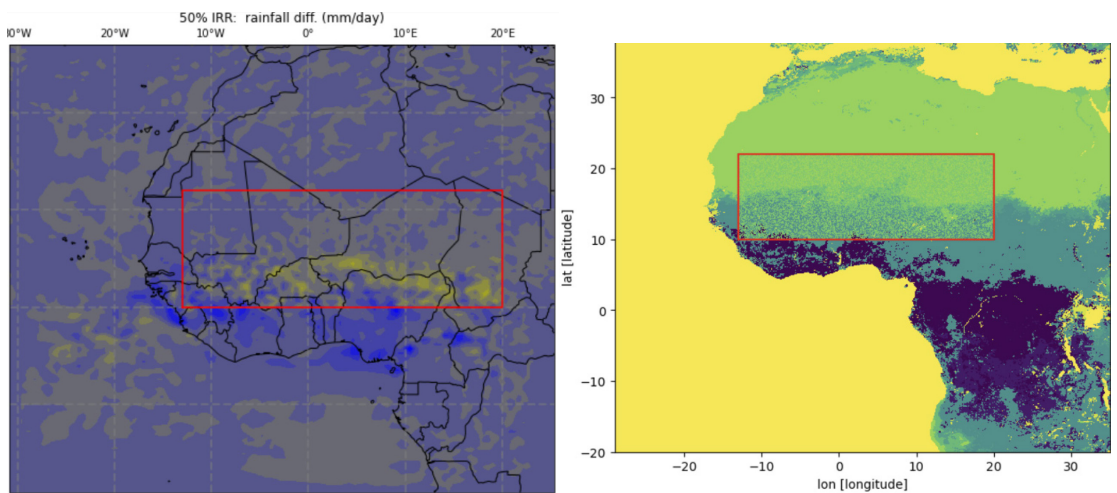 50% IRR: rainfall diff. (mm/day)
0°W 20°W 10°W 0° 10°E 20°E
30
20
10
0
−10
−20
lat [latitude]
−20 −10 0 10 20 30
lon [longitude]